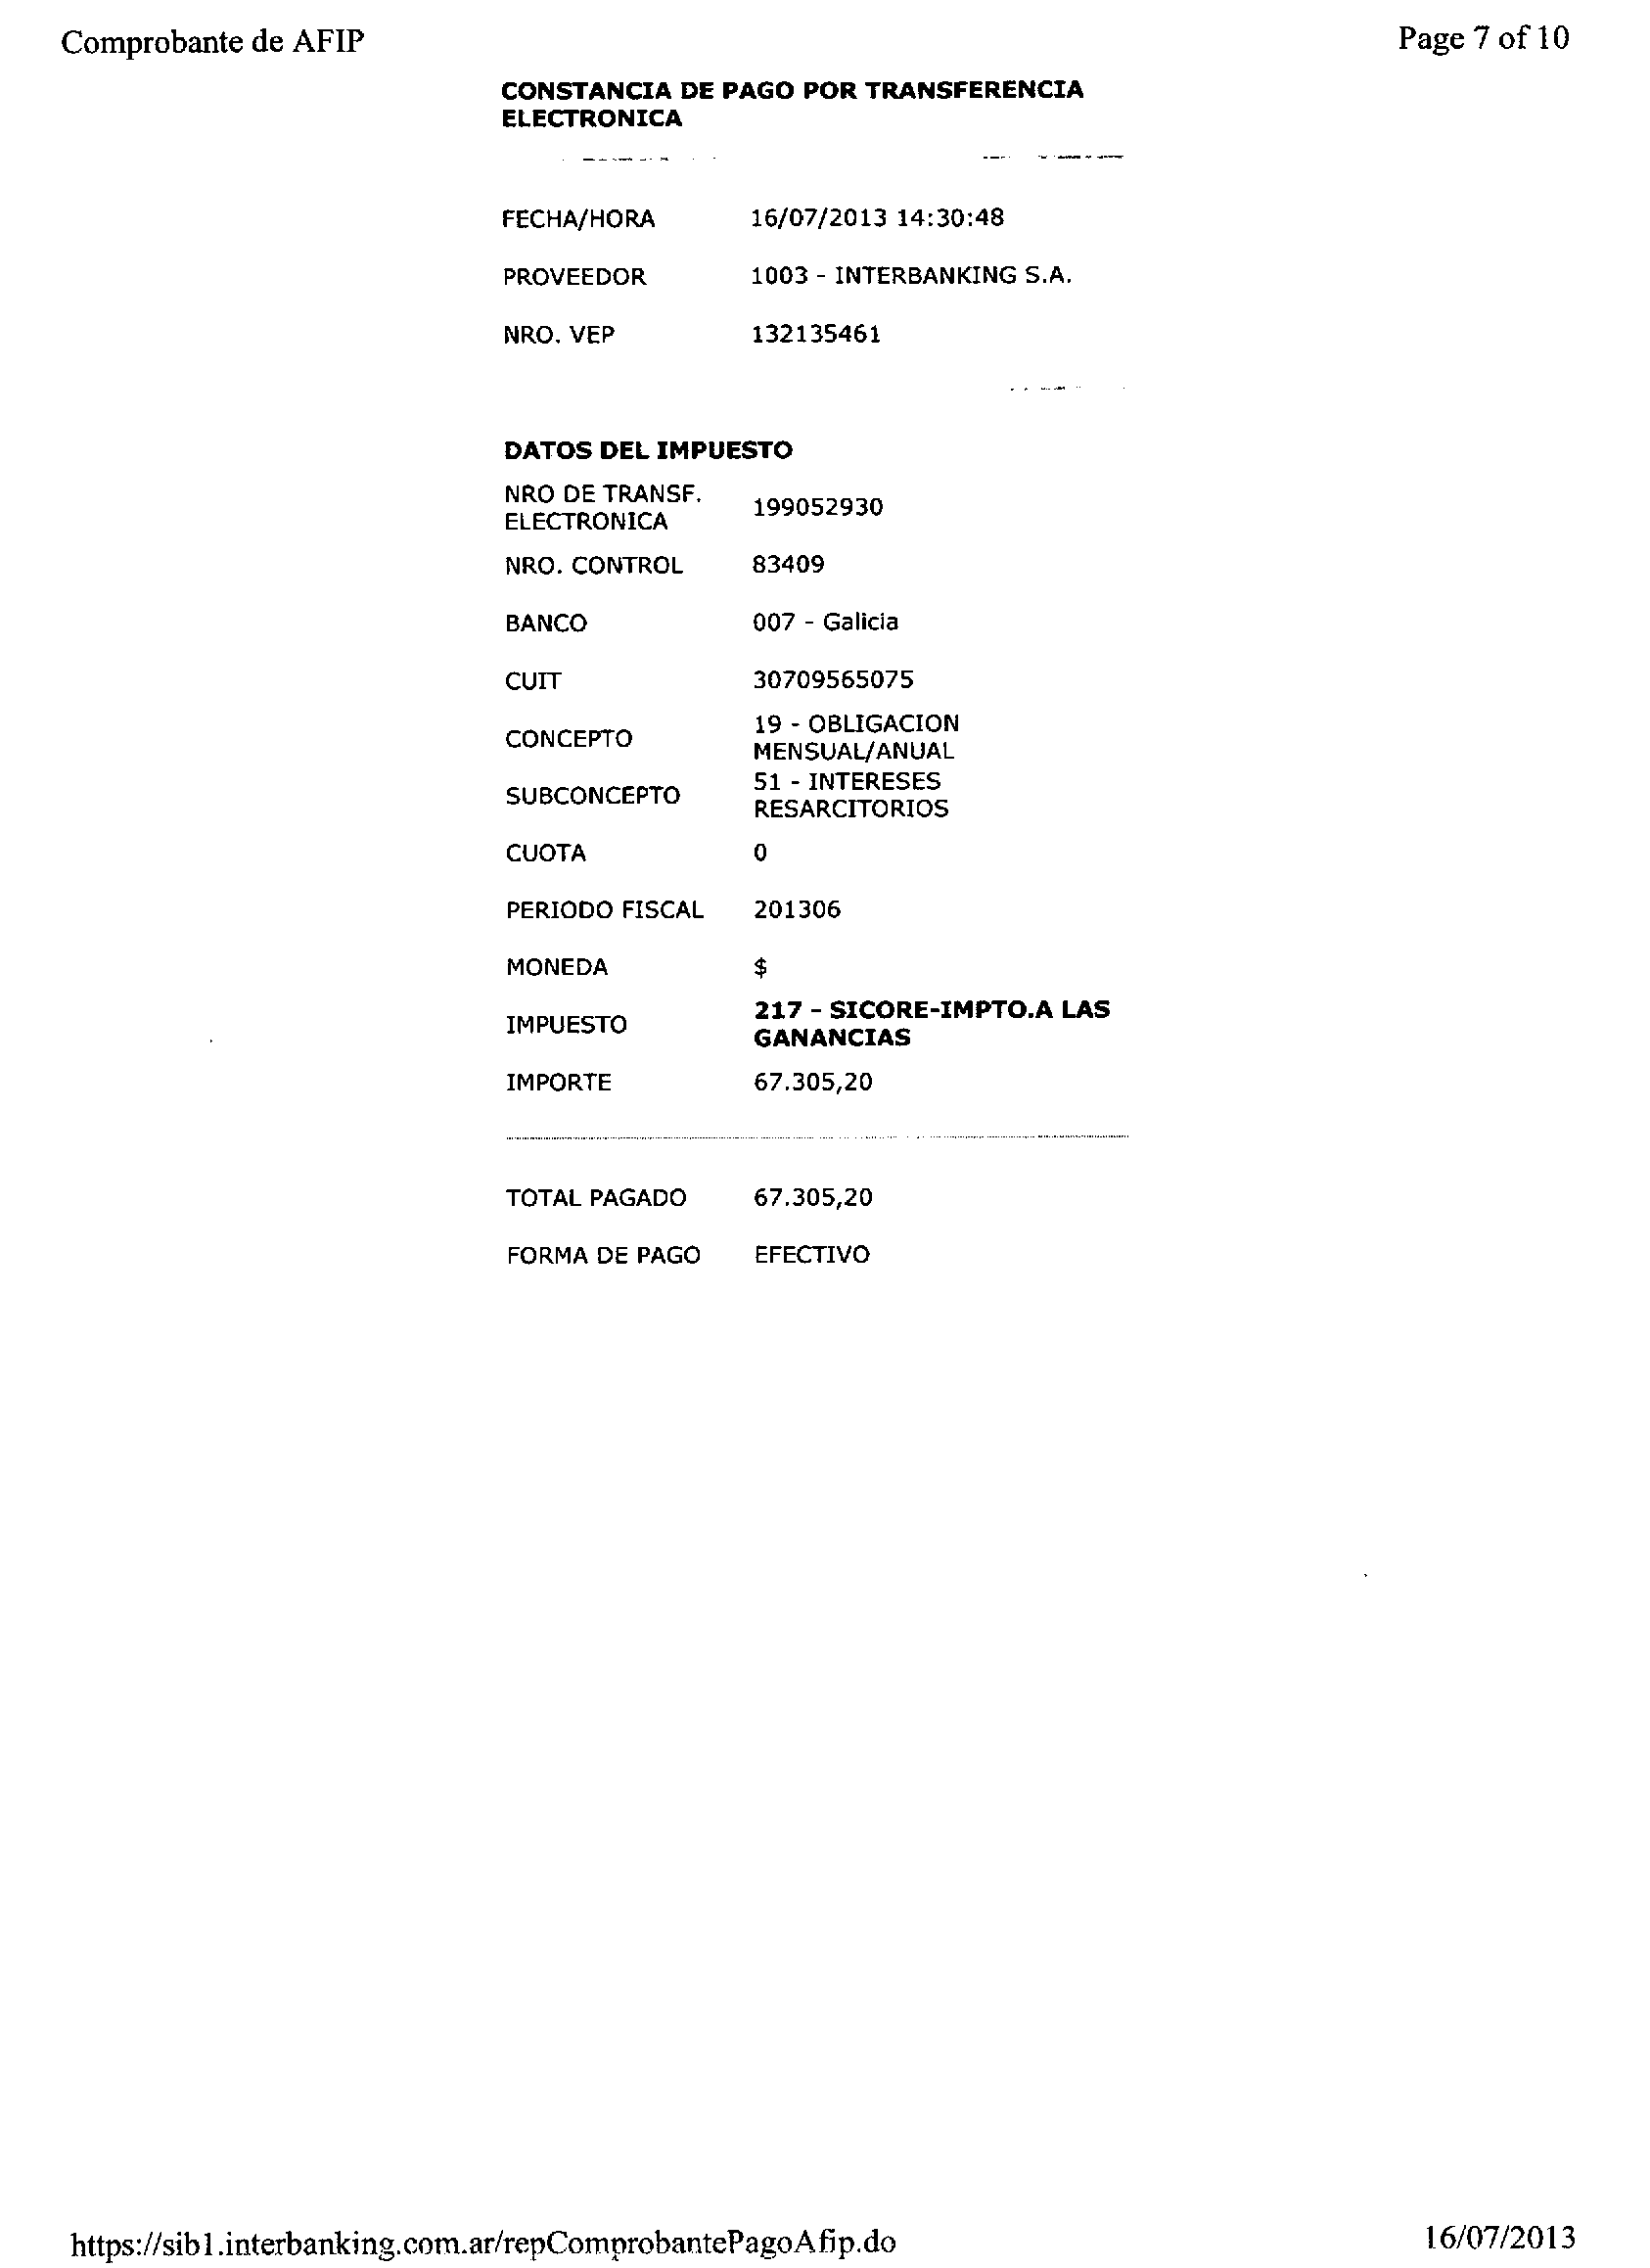 Comprobante de AFIP
Page 7 of 10
CONSTANCIA DE PAGO POR TRANSFERENCIA
ELECTRONICA
FECHA/HORA 16/07/2013 14:30:48
PROVEEDOR 1003 - INTERBANKING S.A.
NRO. VEP 132135461
DATOS DEL IMPUESTO
NRO DE TRANSF.
ELECTRONICA 199052930
NRO. CONTROL 83409
BANCO 007 - Galicia
CUIT 30709565075
CONCEPTO 19 - OBLIGACION
MENSUAL/ANUAL
SUBCONCEPTO 51 - INTERESES
RESARCITORIOS
CUOTA 0
PERIODO FISCAL 201306
MONEDA $
IMPUESTO 217 - SICORE-IMPTO.A LAS
GANANCIAS
IMPORTE 67.305,20
TOTAL PAGADO 67.305,20
FORMA DE PAGO EFECTIVO
https://sib1.interbanking.com.ar/repComprobantePagoAfip.do
16/07/2013